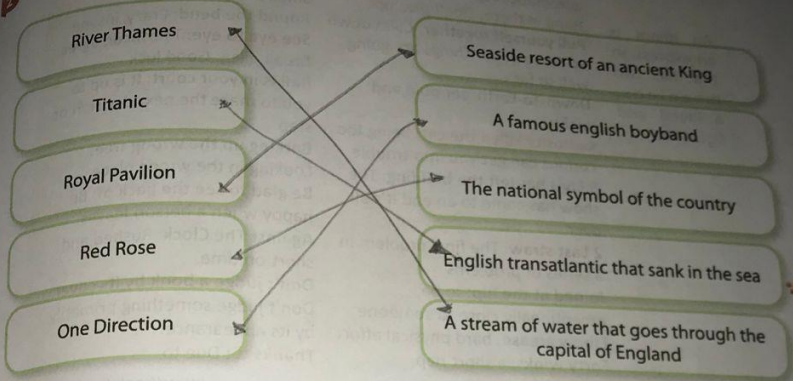 River Thames
Titanic
Royal Pavilion
Red Rose
One Direction
Seaside resort of an ancient King
A famous english boyband
The national symbol of the country
English transatlantic that sank in the sea
A stream of water that goes through the
capital of England